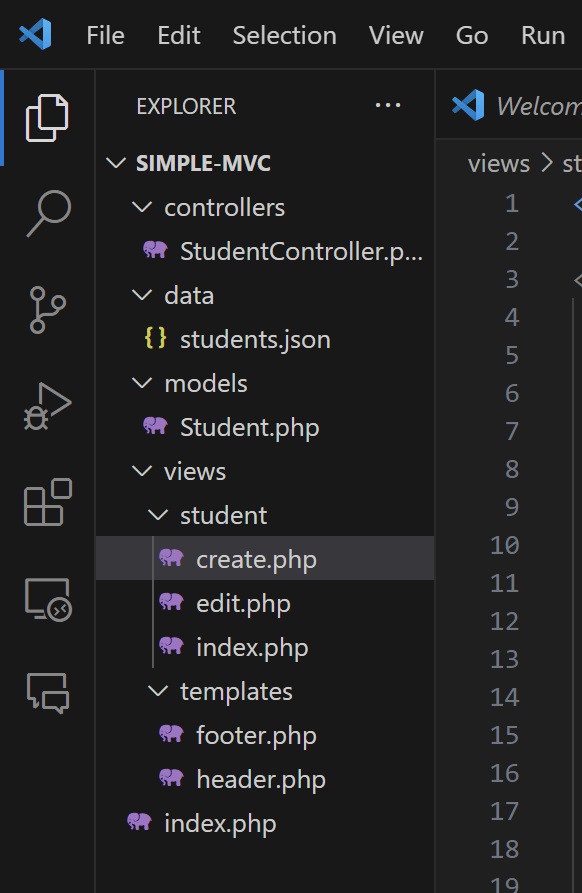 File Edit Selection View Go Run
EXPLORER ...
Welcom
SIMPLE-MVC
controllers
StudentController.p...
data
{} students.json
models
Student.php
views
student
create.php
edit.php
index.php
templates
footer.php
header.php
index.php
views > st
1 <
2
3 <
4
5
6
7
8
9
10
11
12
13
14
15
16
17
18
19